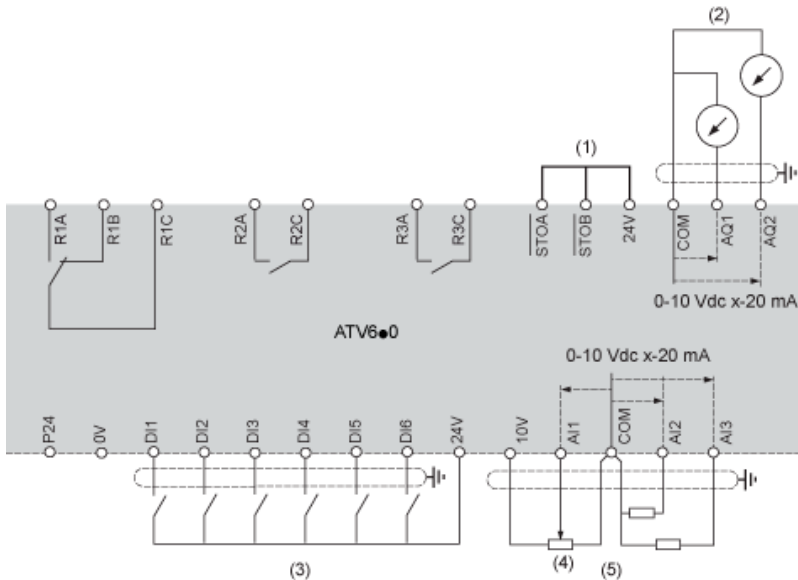 (2)
(1)
R1A R1B R1C R2A R2C R3A R3C STOA STOB 24V COM AQ1 AQ2
0-10 Vdc x-20 mA
ATV6●0
0-10 Vdc x-20 mA
P24 0V DI1 DI2 DI3 DI4 DI5 DI6 24V 10V AI1 COM AI2 AI3
(3) (4) (5)